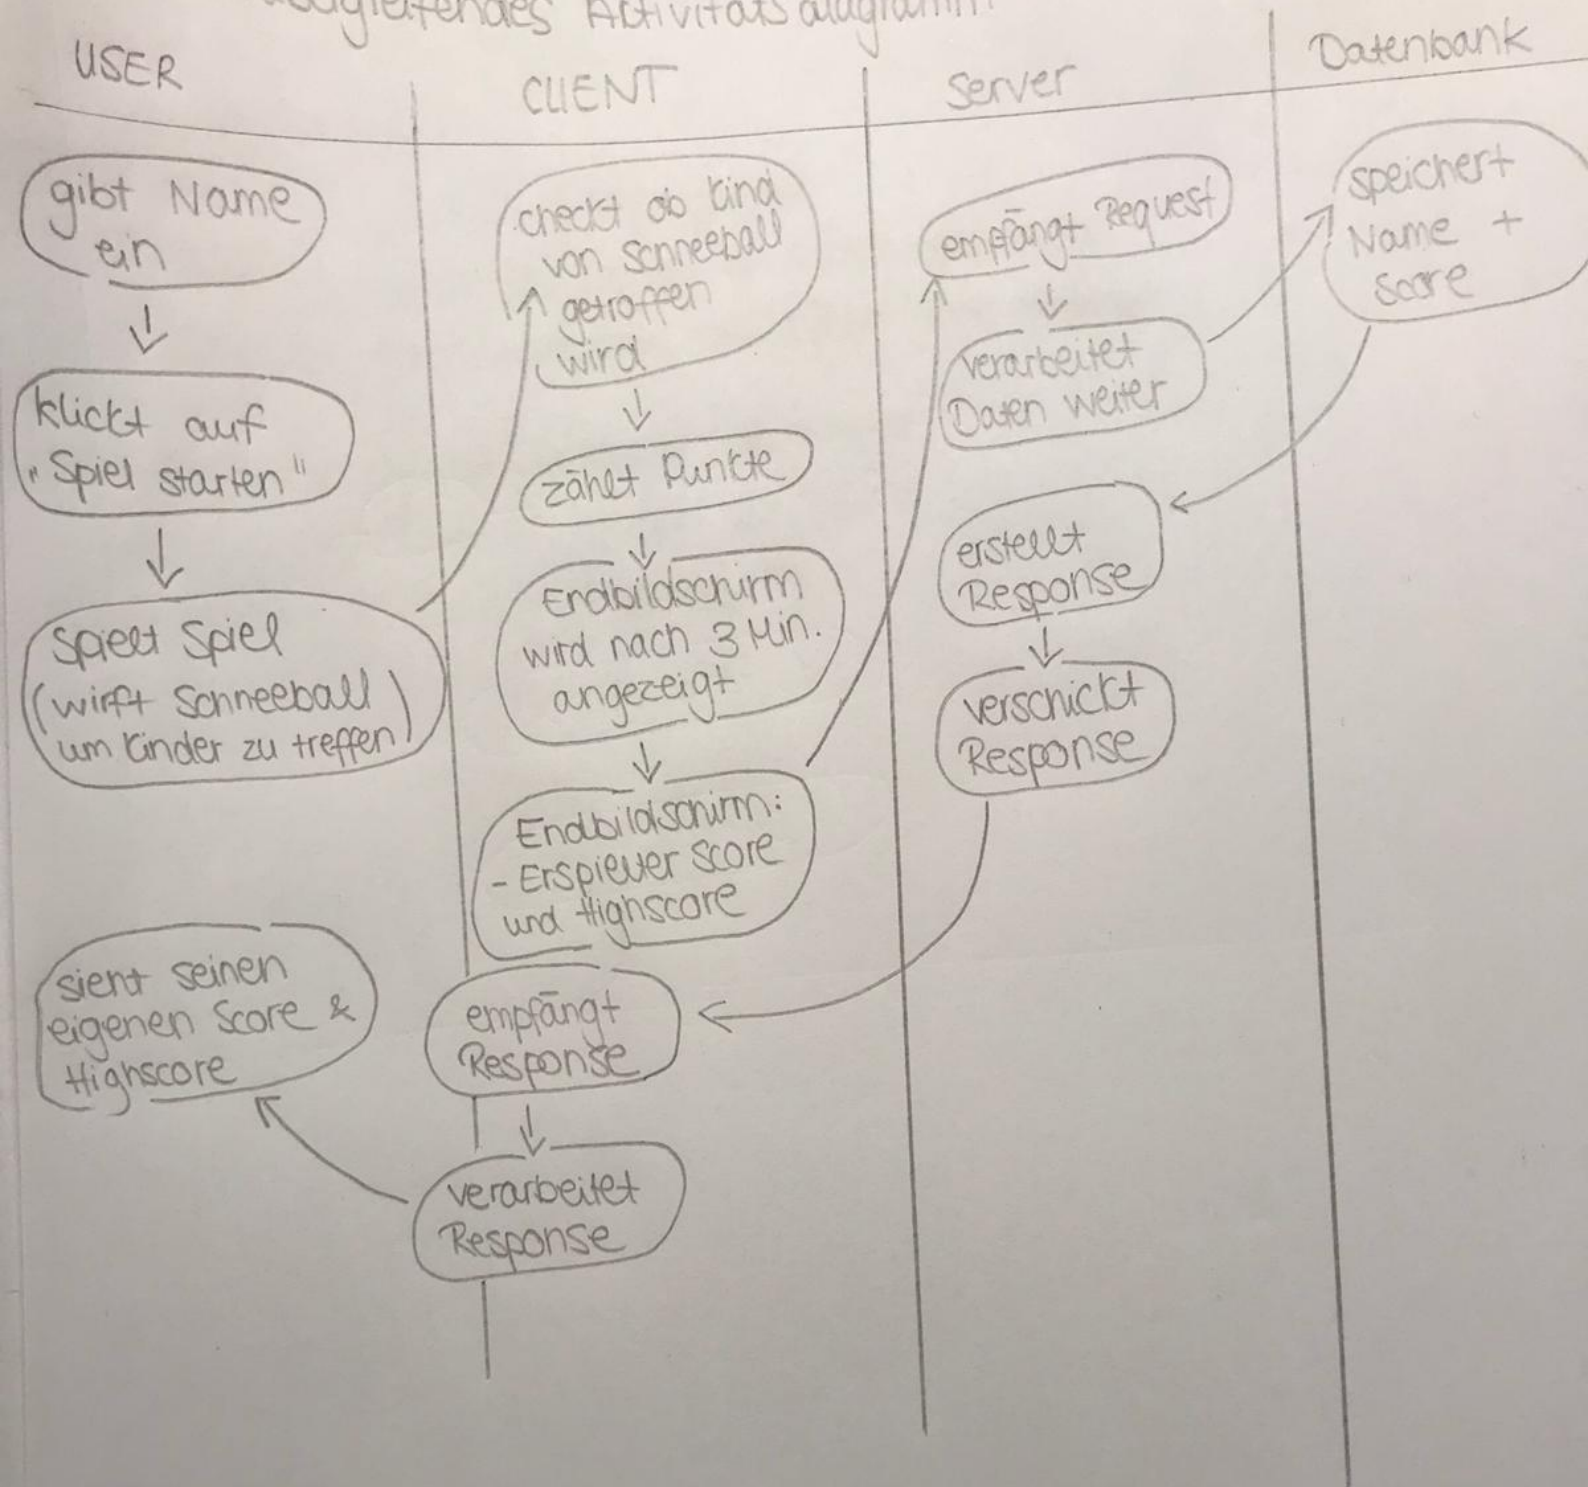 Activitätsdiagramm
USER
CLIENT
Server
Datenbank
gibt Name
ein
klickt auf
"Spiel starten"
spielt Spiel
(wirft Schneeball
um Kinder zu treffen)
sieht seinen
eigenen Score &
Highscore
checkt ob Kind
von Schneeball
getroffen
wird
zählt Punkte
Endbildschirm
wird nach 3 Min.
angezeigt
Endbildschirm:
- Erspielter Score
und Highscore
empfängt
Response
verarbeitet
Response
empfängt Request
verarbeitet
Daten weiter
erstellt
Response
verschickt
Response
speichert
Name +
Score